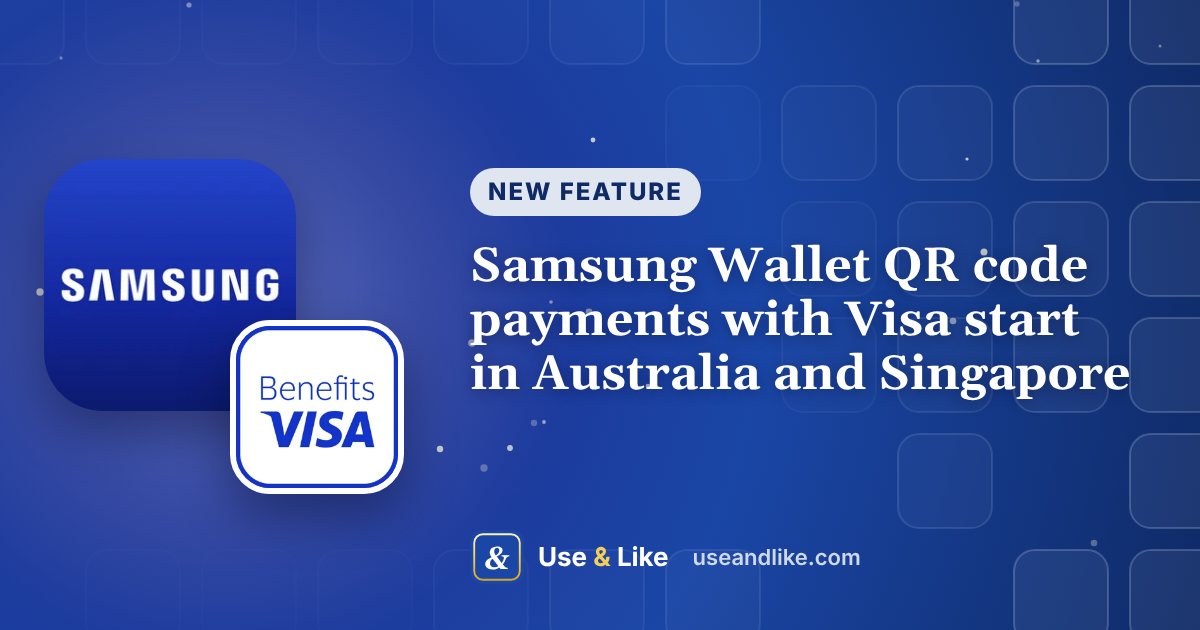 SAMSUNG
Benefits
VISA
NEW FEATURE
Samsung Wallet QR code
payments with Visa start
in Australia and Singapore
& Use & Like useandlike.com